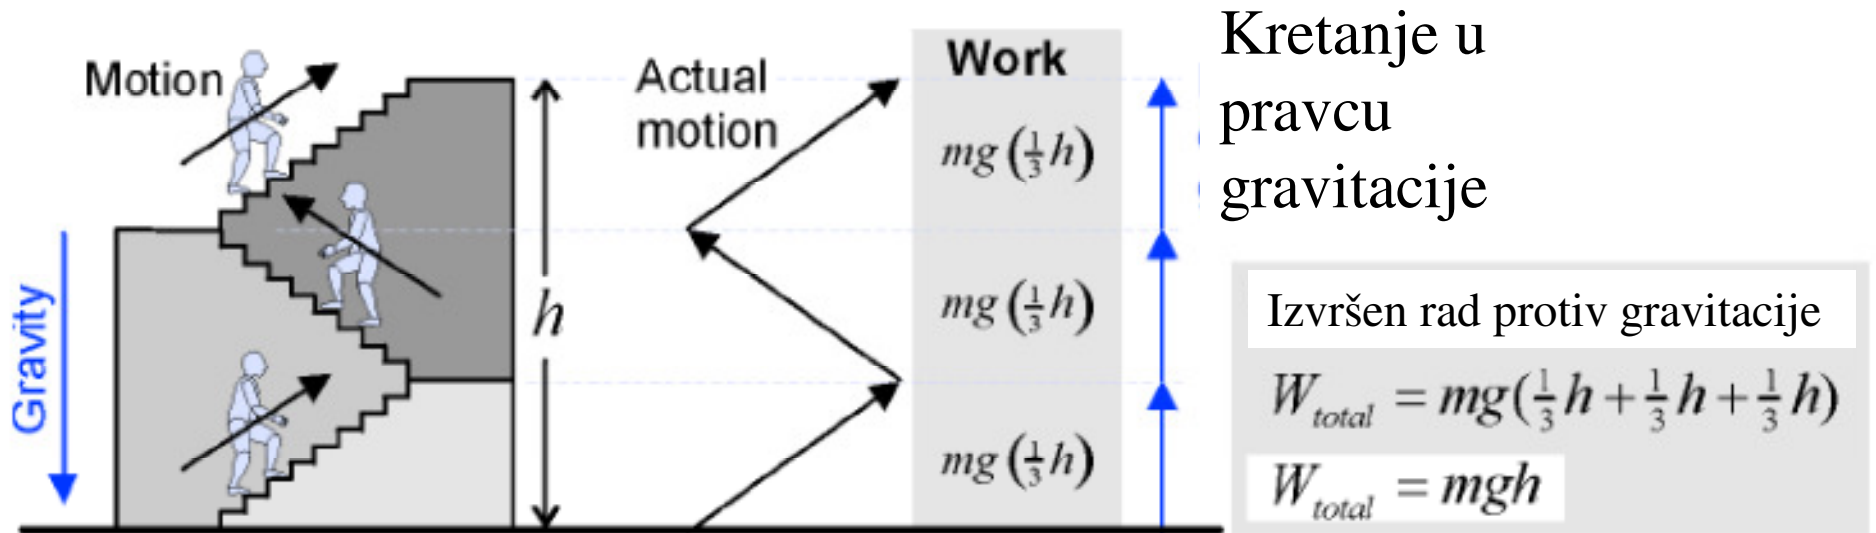 Motion
Gravity
h
Actual
motion
Work
mg (1/3 h)
mg (1/3 h)
mg (1/3 h)
Kretanje u
pravcu
gravitacije
Izvršen rad protiv gravitacije
W_total = mg(1/3 h + 1/3 h + 1/3 h)
W_total = mgh